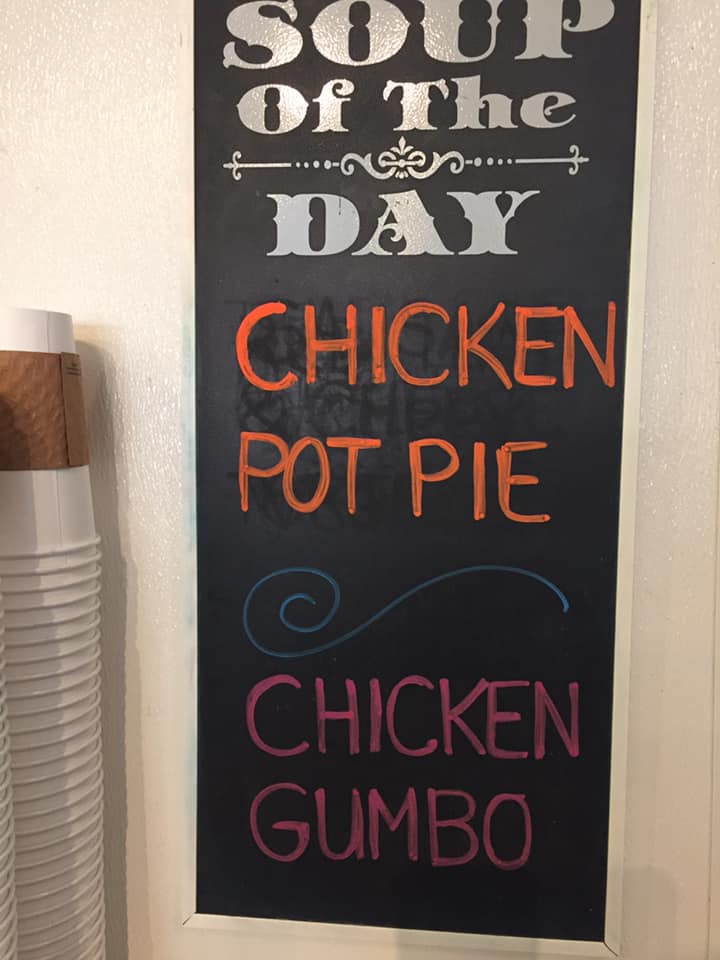 SOUP
Of The
DAY
CHICKEN
POT PIE
CHICKEN
GUMBO